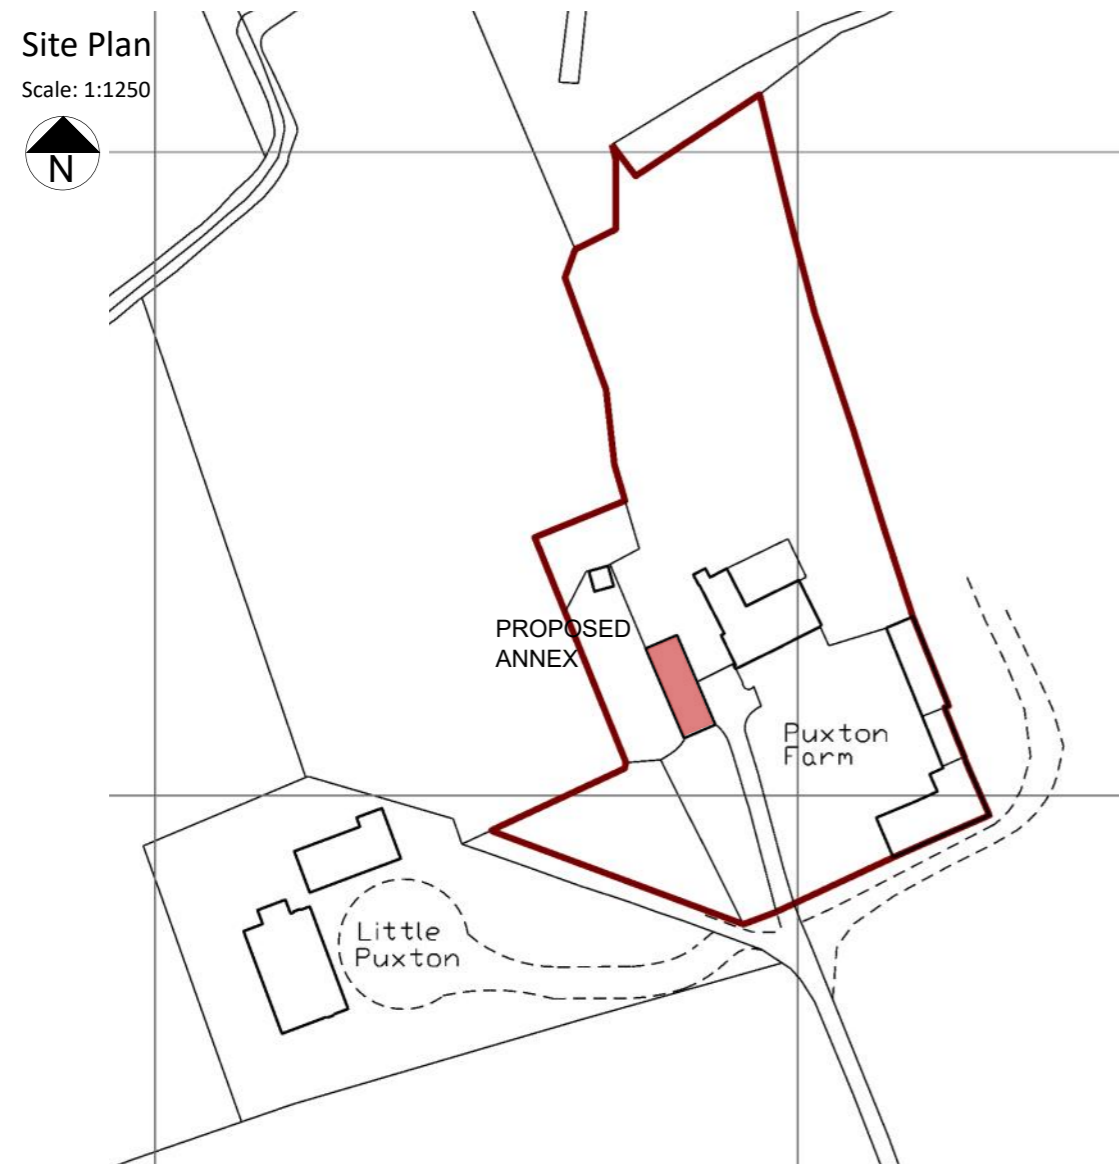 Site Plan
Scale: 1:1250
N
PROPOSED
ANNEX
Puxton
Farm
Little
Puxton